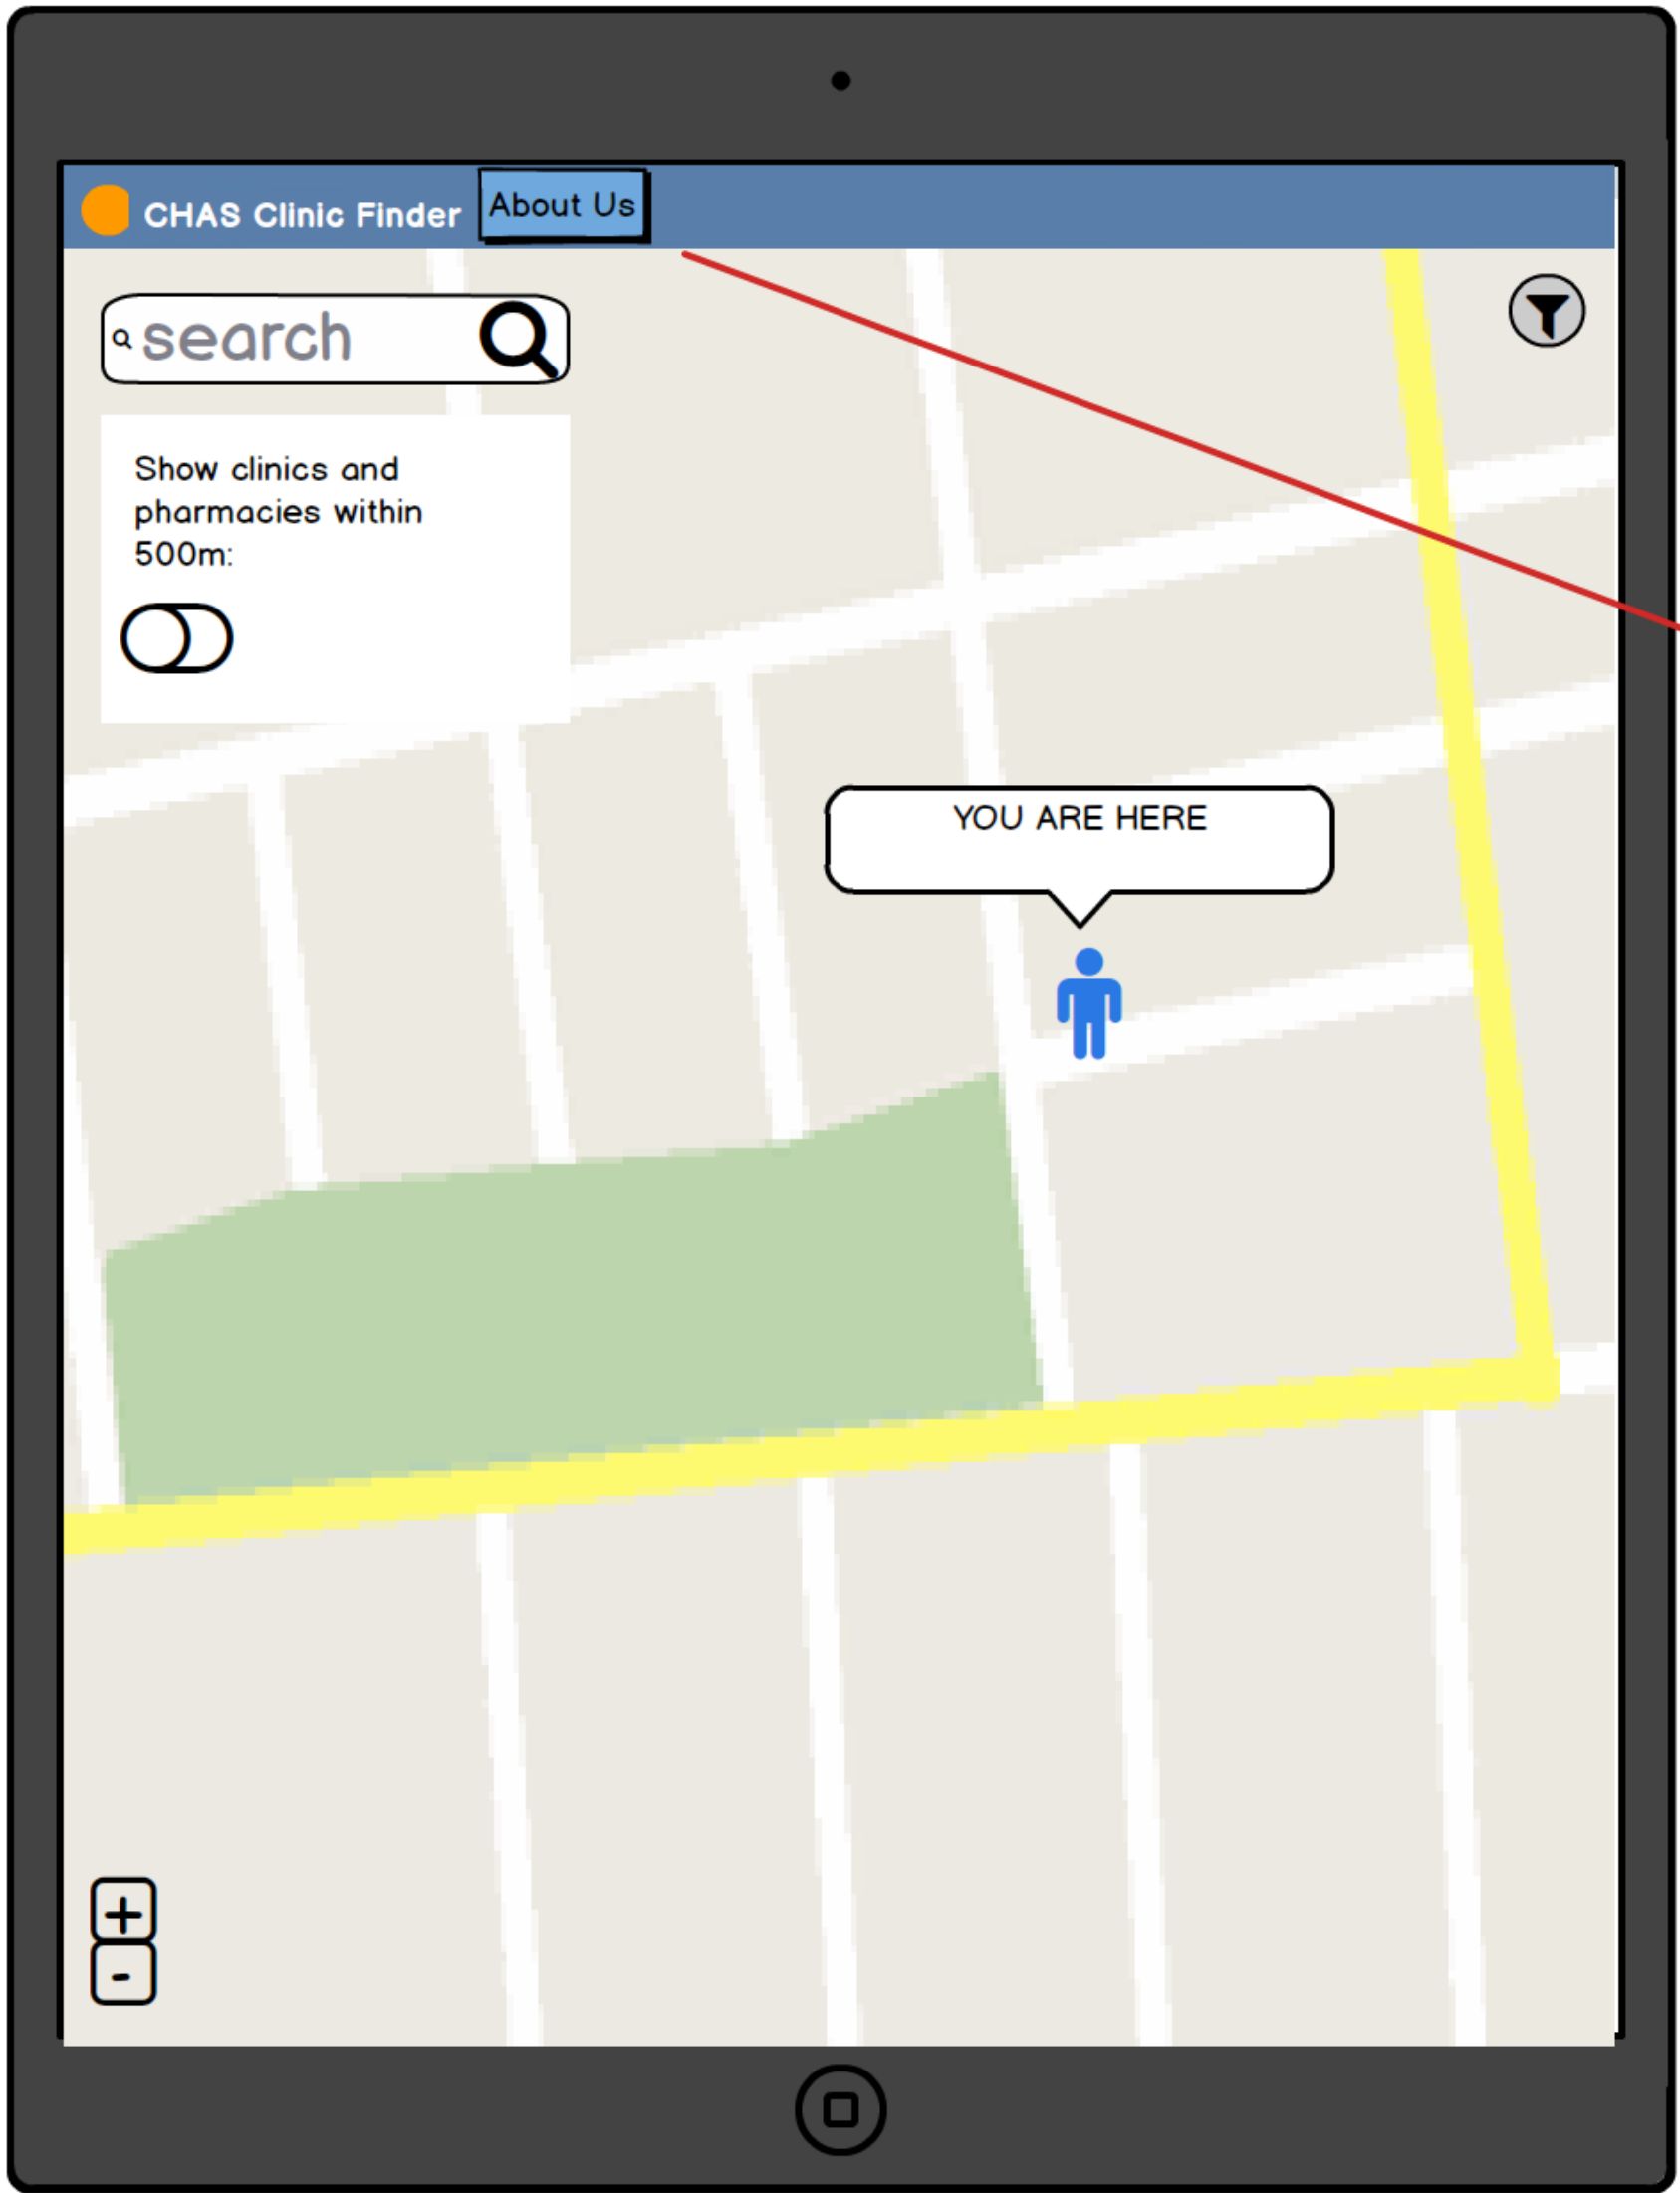 CHAS Clinic Finder
About Us
search
Show clinics and
pharmacies within
500m:
YOU ARE HERE
+
-